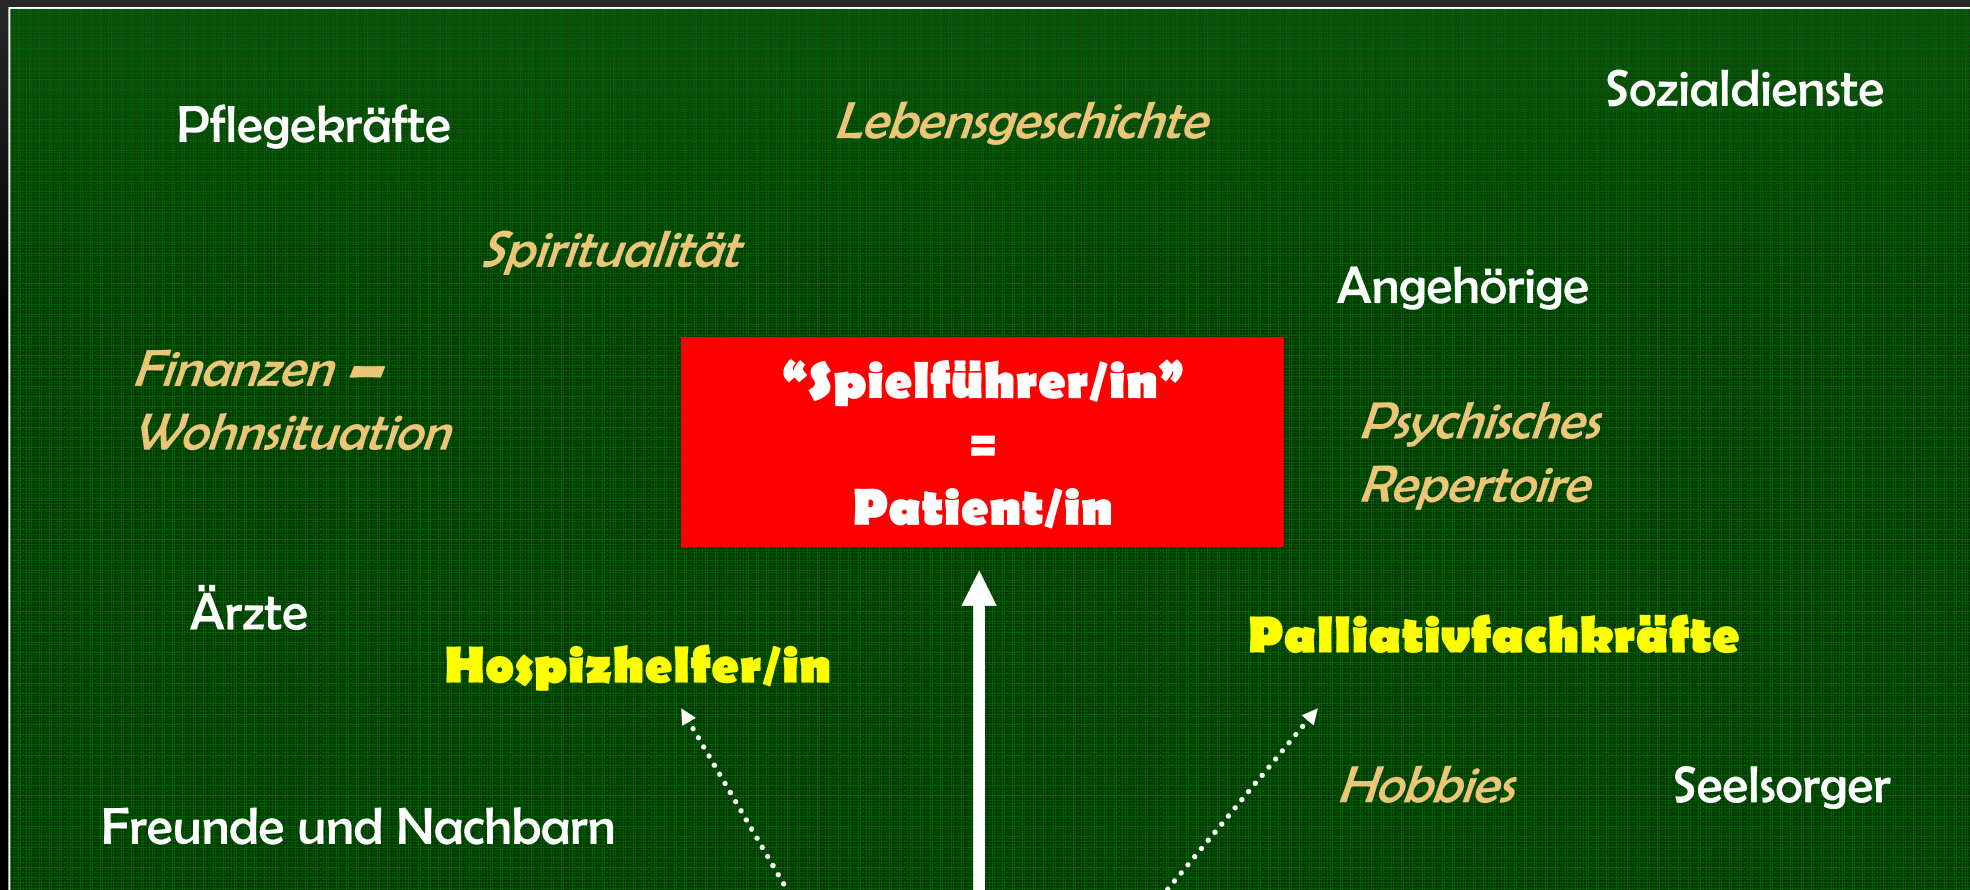 Sozialdienste
Pflegekräfte
Lebensgeschichte
Spiritualität
Angehörige
Finanzen –
Wohnsituation
“Spielführer/in”
=
Patient/in
Psychisches
Repertoire
Ärzte
Hospizhelfer/in
Palliativfachkräfte
Hobbies
Seelsorger
Freunde und Nachbarn